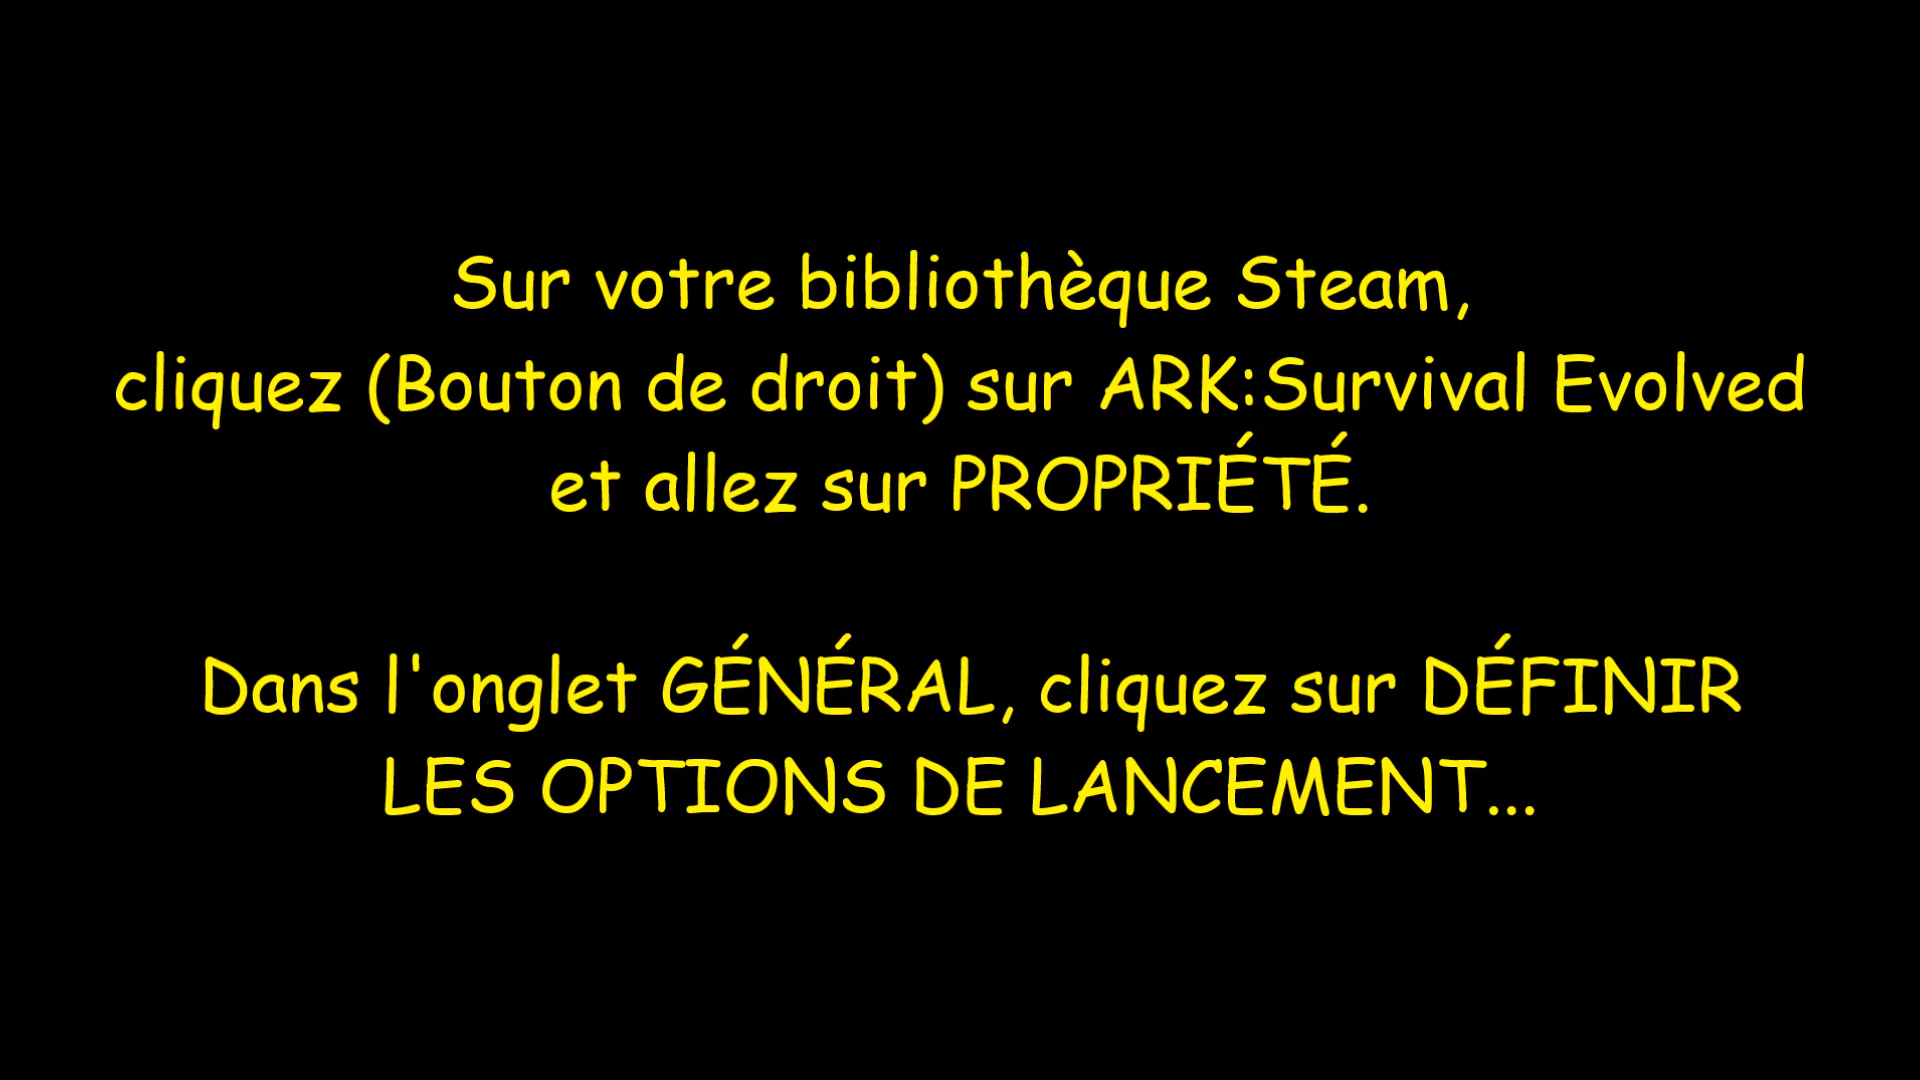 Sur votre bibliothèque Steam,
cliquez (Bouton de droit) sur ARK:Survival Evolved
et allez sur PROPRIÉTÉ.
Dans l'onglet GÉNÉRAL, cliquez sur DÉFINIR
LES OPTIONS DE LANCEMENT...